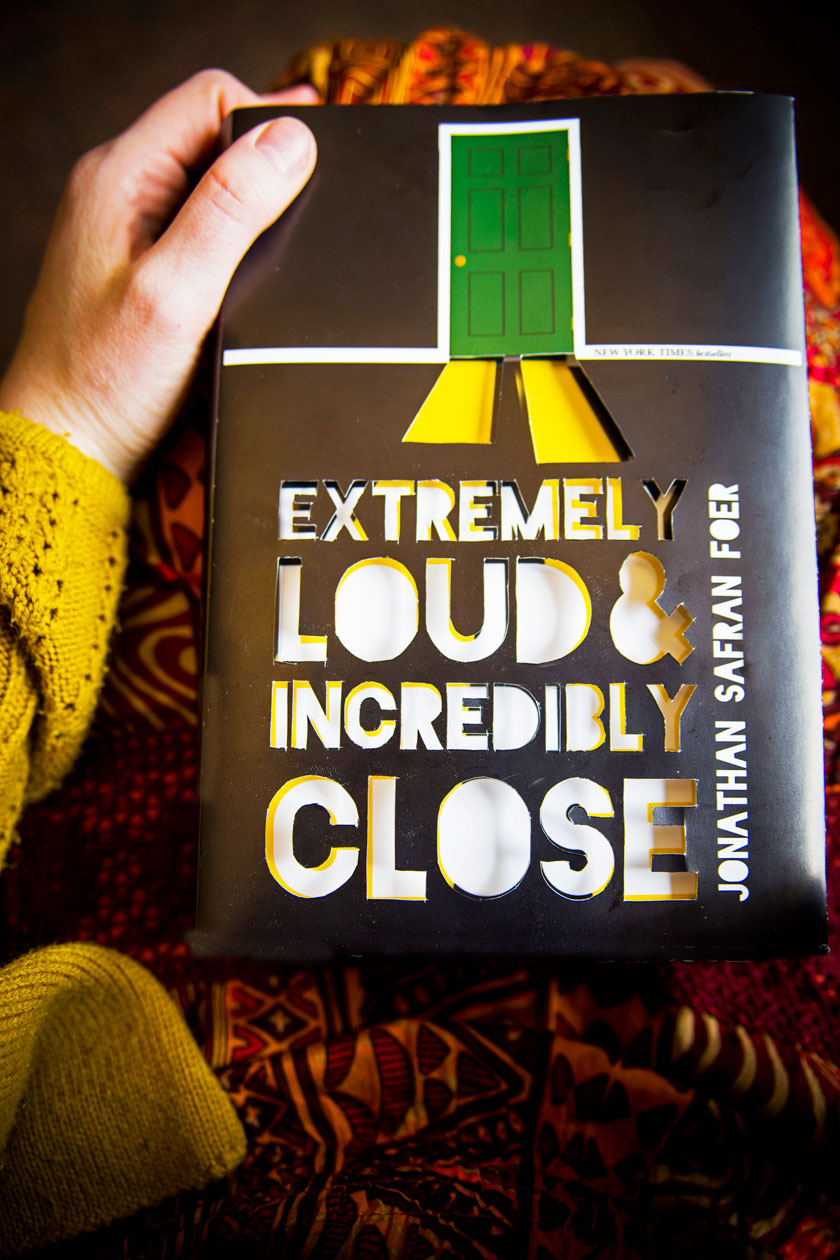 NEW YORK TIMES bestseller
EXTREMELY
LOUD &
INCREDIBLY
CLOSE
JONATHAN SAFRAN FOER